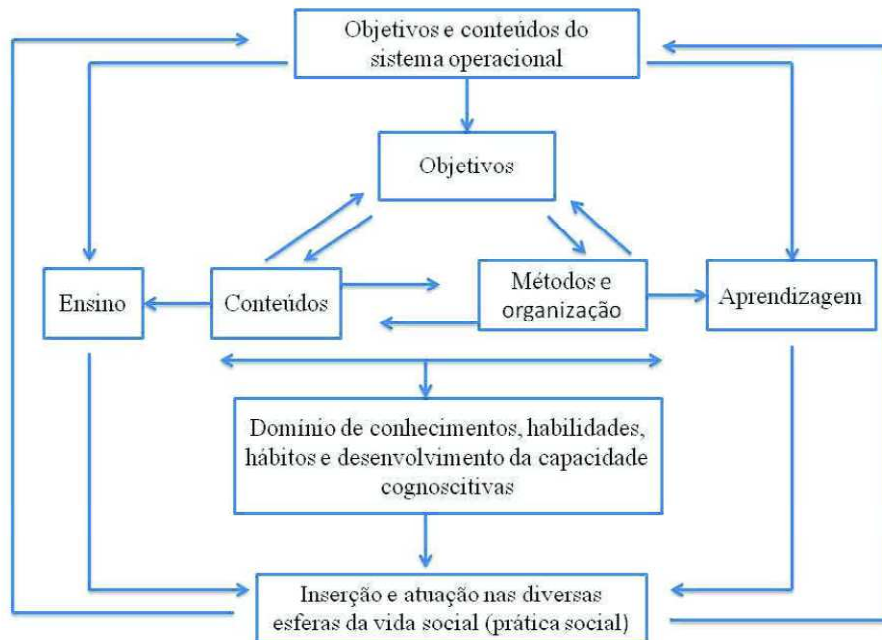 Objetivos e conteúdos do
sistema operacional
Objetivos
Ensino
Conteúdos
Métodos e
organização
Aprendizagem
Domínio de conhecimentos, habilidades,
hábitos e desenvolvimento da capacidade
cognoscitivas
Inserção e atuação nas diversas
esferas da vida social (prática social)